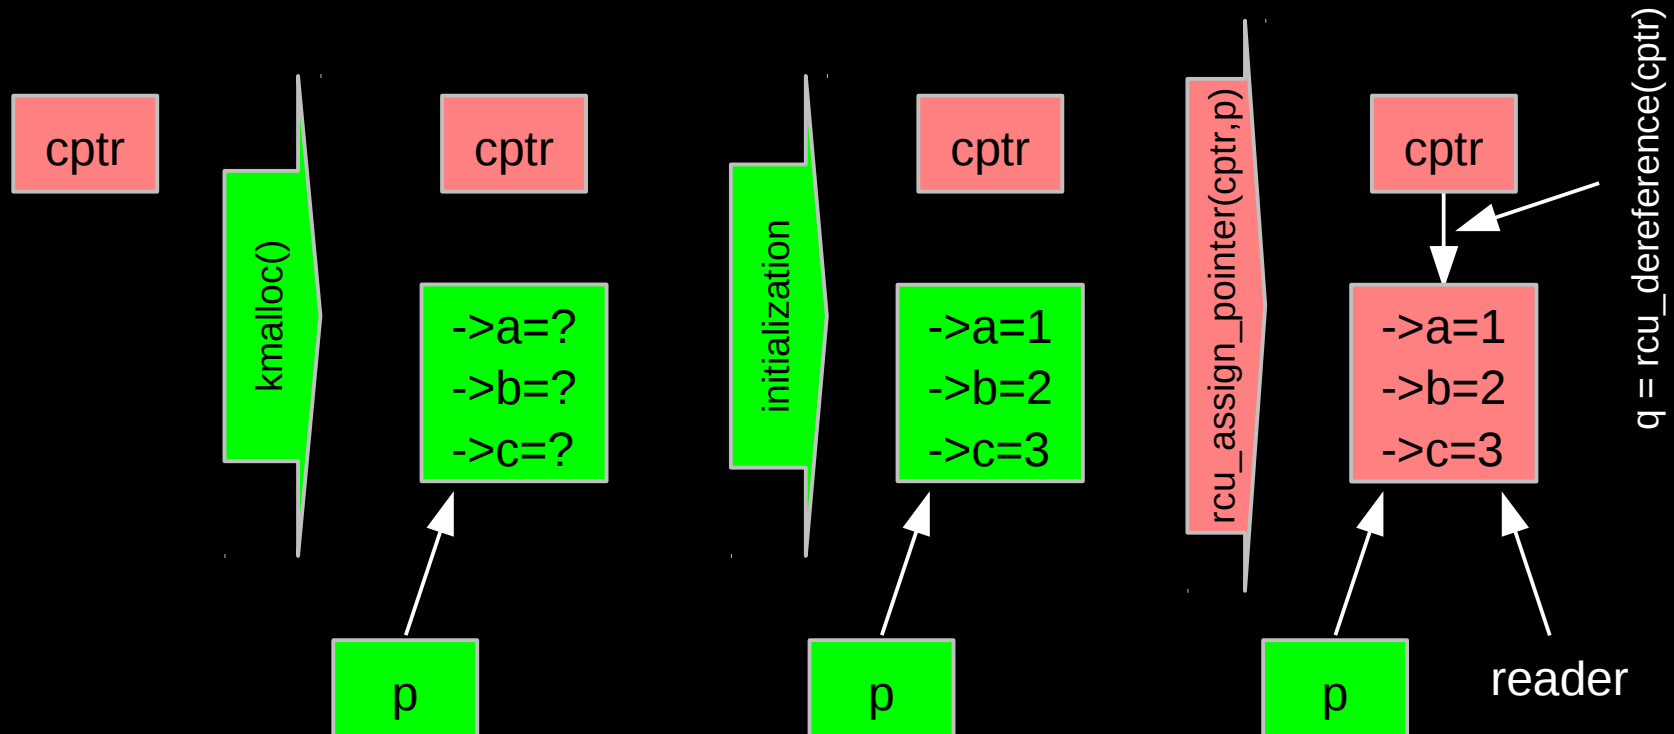 cptr
kmalloc()
cptr
->a=?
->b=?
->c=?
p
initialization
cptr
->a=1
->b=2
->c=3
p
rcu_assign_pointer(cptr,p)
cptr
->a=1
->b=2
->c=3
p
reader
q = rcu_dereference(cptr)